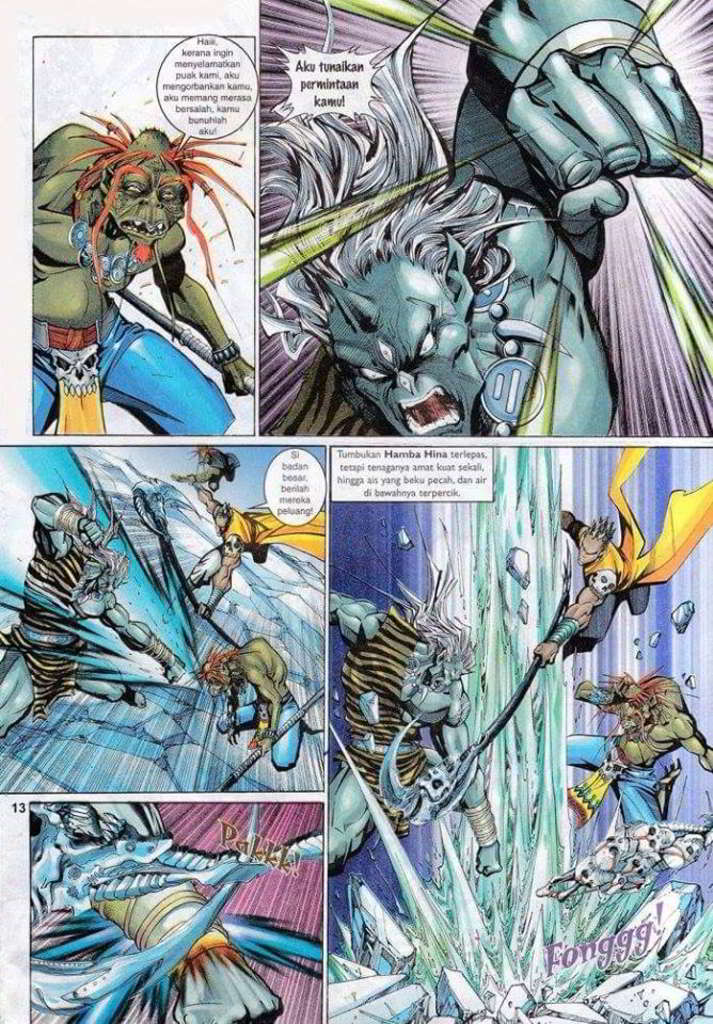 Haiii,
kerana ingin
menyelamatkan
puak kami, aku
mengorbankan kamu,
aku memang merasa
bersalah, kamu
bunuhlah
aku!
Aku tunaikan
permintaan
kamu!
Si
badan
besar,
berilah
mereka
peluang!
Tumbukan Hamba Hina terlepas,
tetapi tenaganya amat kuat sekali,
hingga ais yang beku pecah, dan air
di bawahnya terpercik.
13
Pakkk!
Fonggg!